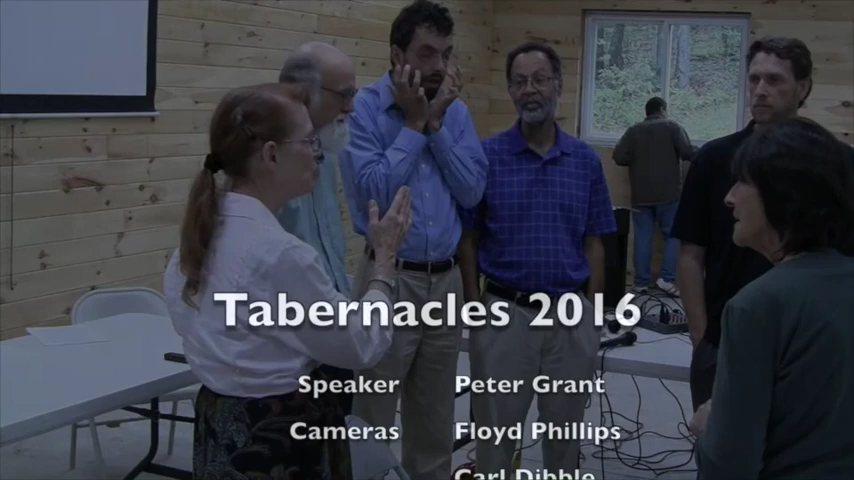 Tabernacles 2016
Speaker Peter Grant
Cameras Floyd Phillips
Carl Dibble